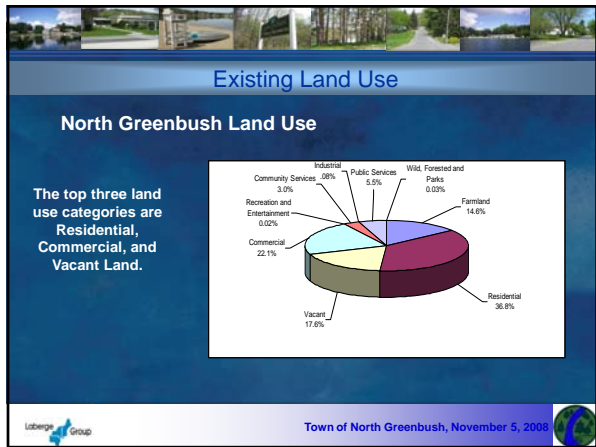 Existing Land Use
North Greenbush Land Use
The top three land
use categories are
Residential,
Commercial, and
Vacant Land.
Industrial
.08%
Public Services
5.5%
Wild, Forested and
Parks
0.03%
Community Services
3.0%
Farmland
14.6%
Recreation and
Entertainment
0.02%
Commercial
22.1%
Residential
36.8%
Vacant
17.6%
Laberge Group
Town of North Greenbush, November 5, 2008